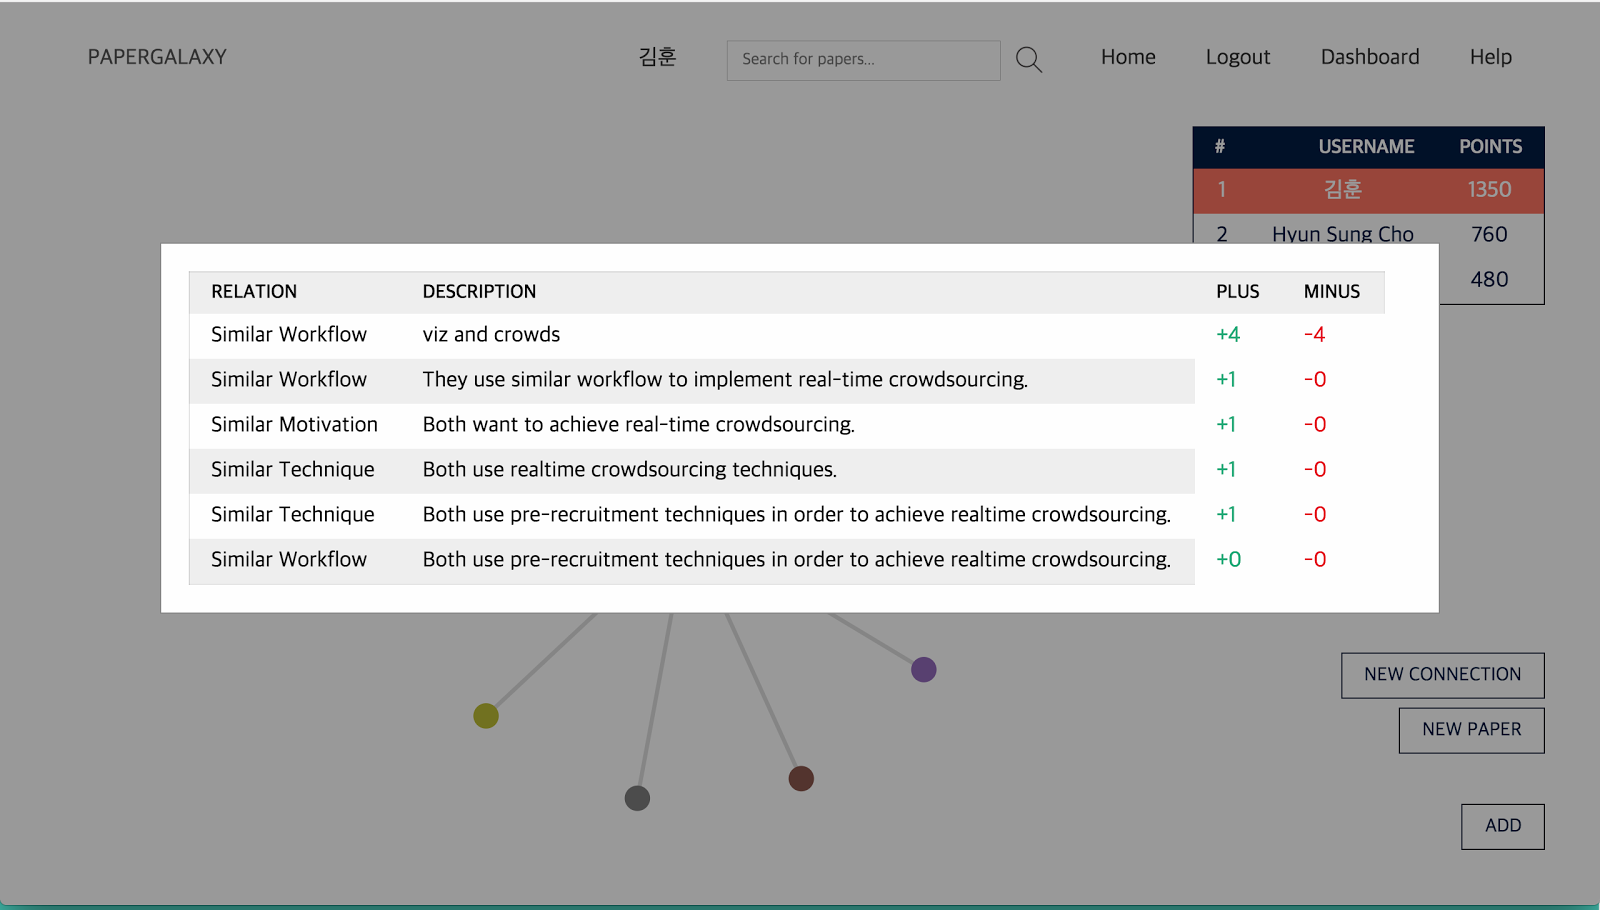 PAPERGALAXY 김훈 Search for papers... Home Logout Dashboard Help
# USERNAME POINTS
1 김훈 1350
2 Hyun Sung Cho 760
480
RELATION DESCRIPTION PLUS MINUS
Similar Workflow viz and crowds +4 -4
Similar Workflow They use similar workflow to implement real-time crowdsourcing. +1 -0
Similar Motivation Both want to achieve real-time crowdsourcing. +1 -0
Similar Technique Both use realtime crowdsourcing techniques. +1 -0
Similar Technique Both use pre-recruitment techniques in order to achieve realtime crowdsourcing. +1 -0
Similar Workflow Both use pre-recruitment techniques in order to achieve realtime crowdsourcing. +0 -0
NEW CONNECTION
NEW PAPER
ADD